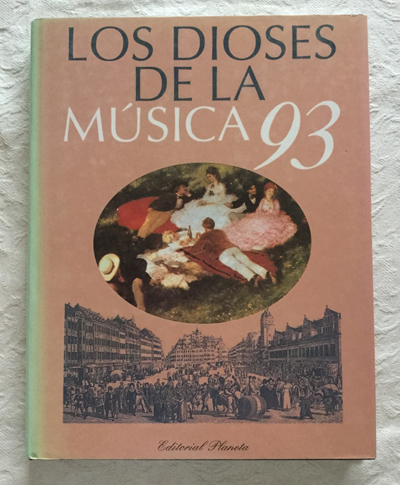 LOS DIOSES
DE LA
MÚSICA 93
Editorial Planeta